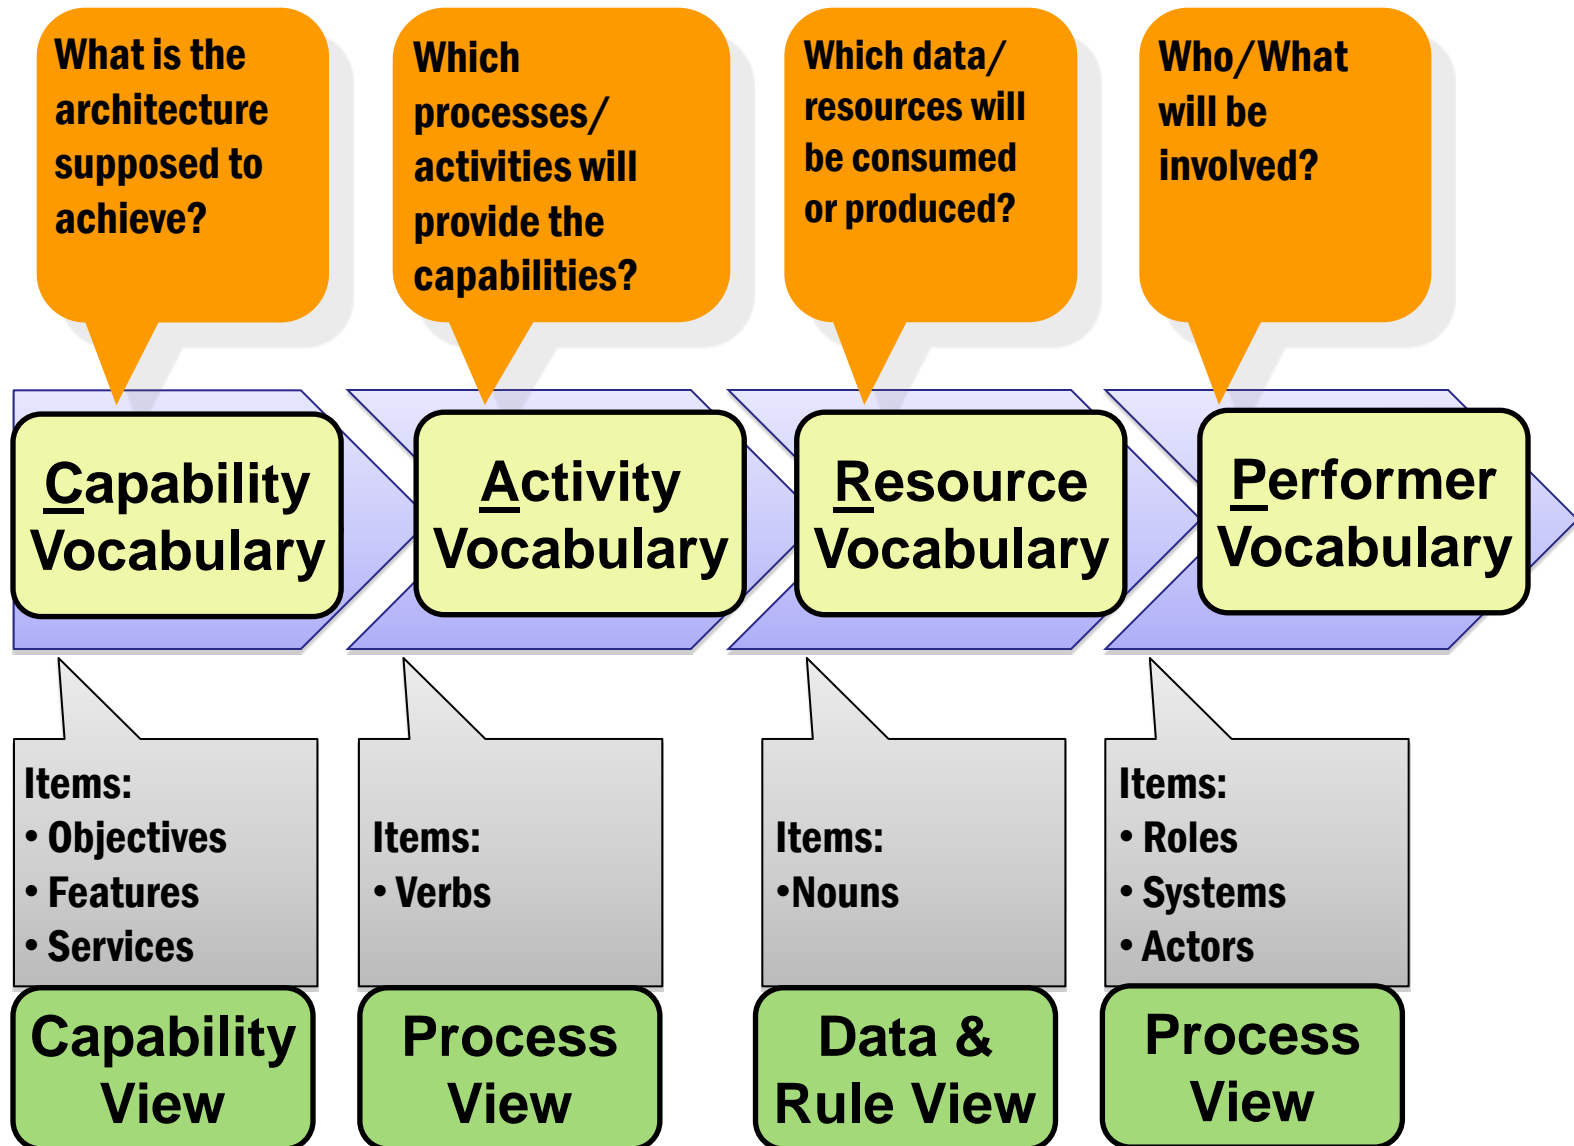 What is the
architecture
supposed to
achieve?
Which
processes/
activities will
provide the
capabilities?
Which data/
resources will
be consumed
or produced?
Who/What
will be
involved?
Capability
Vocabulary
Activity
Vocabulary
Resource
Vocabulary
Performer
Vocabulary
Items:
• Objectives
• Features
• Services
Items:
• Verbs
Items:
•Nouns
Items:
• Roles
• Systems
• Actors
Capability
View
Process
View
Data &
Rule View
Process
View